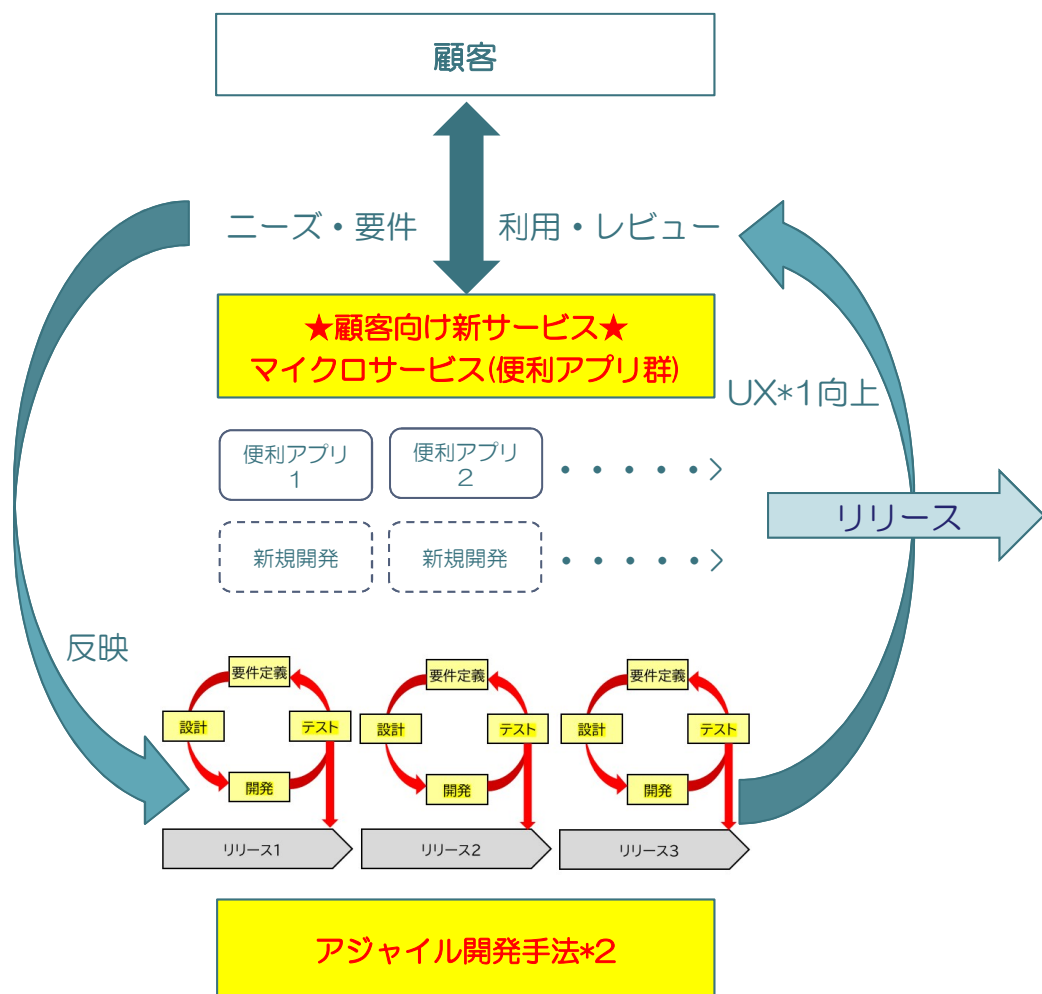 顧客
ニーズ・要件
利用・レビュー
★顧客向け新サービス★
マイクロサービス(便利アプリ群)
UX*1向上
便利アプリ
1
便利アプリ
2
・・・・・>
リリース
新規開発
新規開発
・・・・・>
反映
要件定義
設計
テスト
開発
要件定義
設計
テスト
開発
要件定義
設計
テスト
開発
リリース1
リリース2
リリース3
アジャイル開発手法*2